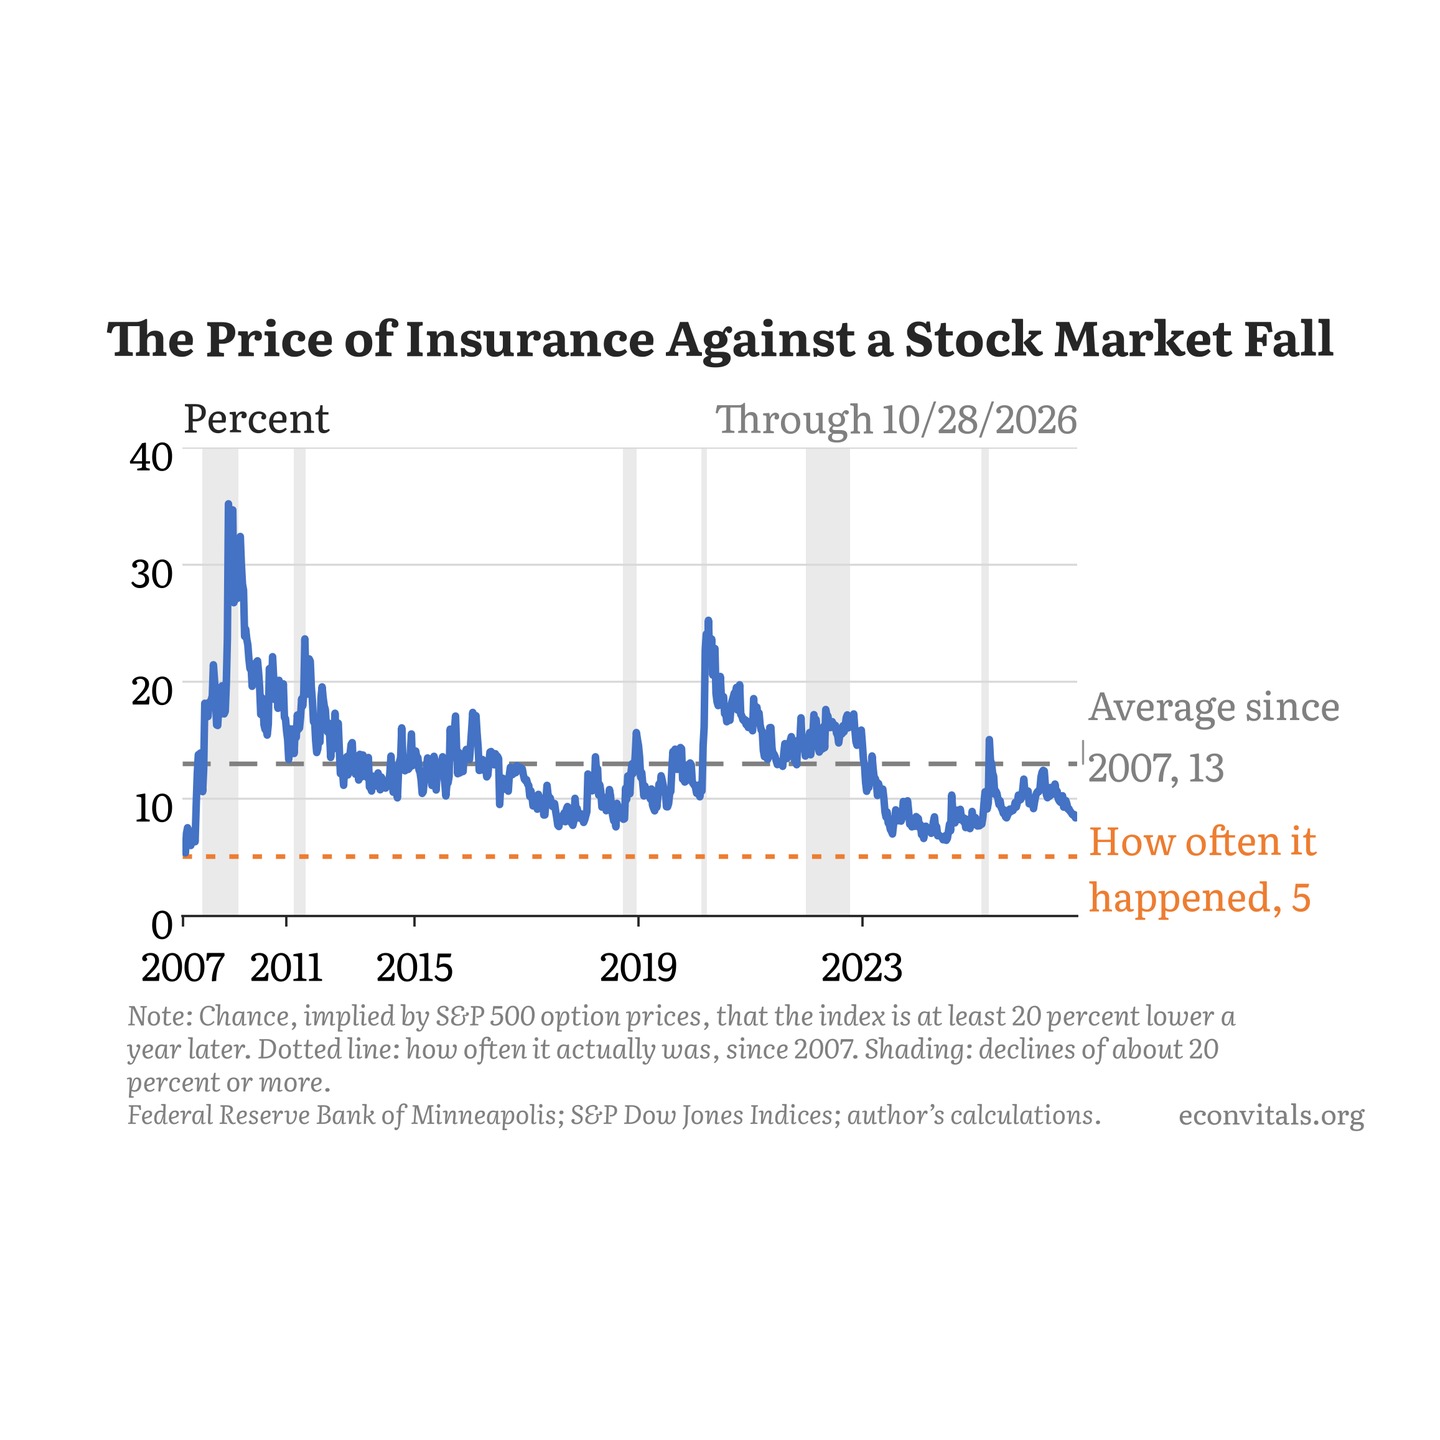 The Price of Insurance Against a Stock Market Fall
Percent
Through 10/28/2026
40
30
20
10
0
Average since
2007, 13
How often it
happened, 5
2007 2011 2015 2019 2023
Note: Chance, implied by S&P 500 option prices, that the index is at least 20 percent lower a
year later. Dotted line: how often it actually was, since 2007. Shading: declines of about 20
percent or more.
Federal Reserve Bank of Minneapolis; S&P Dow Jones Indices; author’s calculations.
econvitals.org